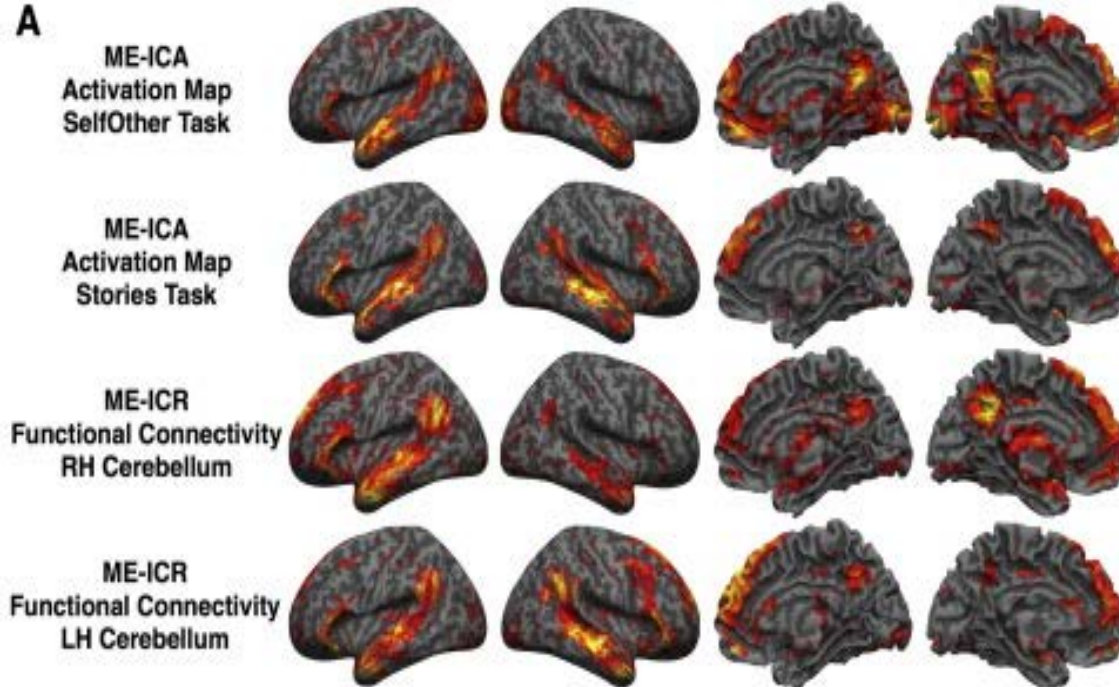 A
ME-ICA
Activation Map
SelfOther Task
ME-ICA
Activation Map
Stories Task
ME-ICR
Functional Connectivity
RH Cerebellum
ME-ICR
Functional Connectivity
LH Cerebellum